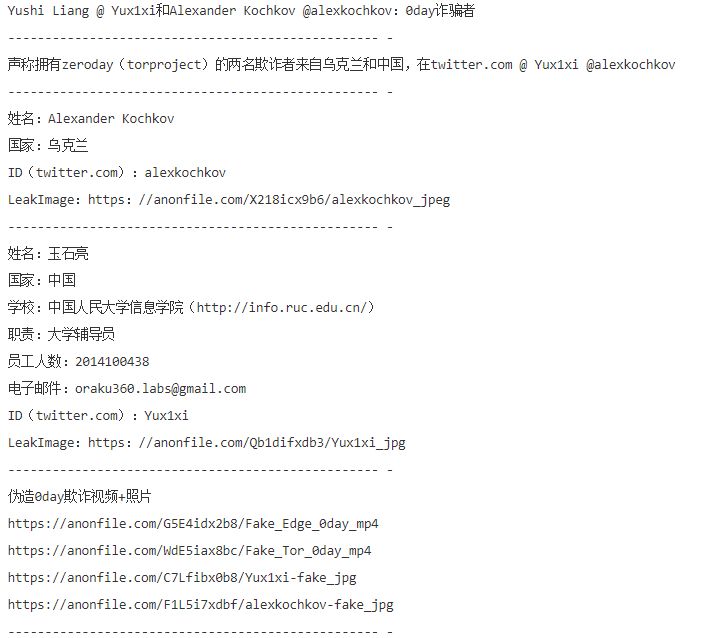 Yushi Liang @ Yux1xi和Alexander Kochkov @alexkochkov：0day诈骗者
-------------------------------------------------- -
声称拥有zeroday（torproject）的两名欺诈者来自乌克兰和中国，在twitter.com @ Yux1xi @alexkochkov
-------------------------------------------------- -
姓名：Alexander Kochkov
国家：乌克兰
ID（twitter.com）：alexkochkov
LeakImage：https：//anonfile.com/X218icx9b6/alexkochkov_jpeg
-------------------------------------------------- -
姓名：玉石亮
国家：中国
学校：中国人民大学信息学院（http://info.ruc.edu.cn/）
职责：大学辅导员
员工人数：2014100438
电子邮件：oraku360.labs@gmail.com
ID（twitter.com）：Yux1xi
LeakImage：https：//anonfile.com/Qb1difxdb3/Yux1xi_jpg
-------------------------------------------------- -
伪造0day欺诈视频+照片
https://anonfile.com/G5E4idx2b8/Fake_Edge_0day_mp4
https://anonfile.com/WdE5iax8bc/Fake_Tor_0day_mp4
https://anonfile.com/C7Lfibx0b8/Yux1xi-fake_jpg
https://anonfile.com/F1L5i7xdbf/alexkochkov-fake_jpg
-------------------------------------------------- -